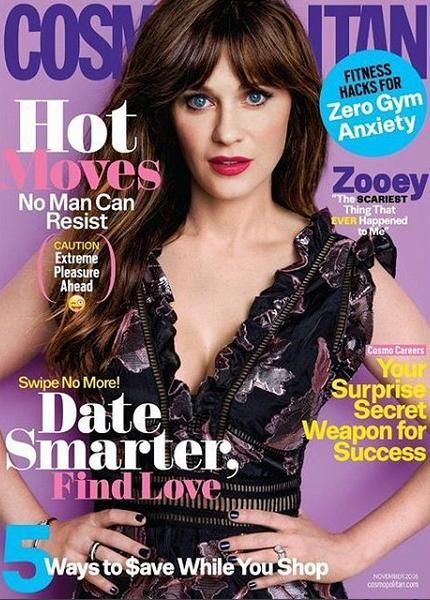 COSMOPOLITAN
FITNESS
HACKS FOR
Zero Gym
Anxiety
Hot
Moves
No Man Can
Resist
CAUTION
Extreme
Pleasure
Ahead
Zooey
"The SCARIEST
Thing That
EVER Happened
to Me"
Cosmo Careers
Your
Surprise
Secret
Weapon for
Success
Swipe No More!
Date
Smarter,
Find Love
5 Ways to $ave While You Shop
NOVEMBER 2016
cosmopolitan.com